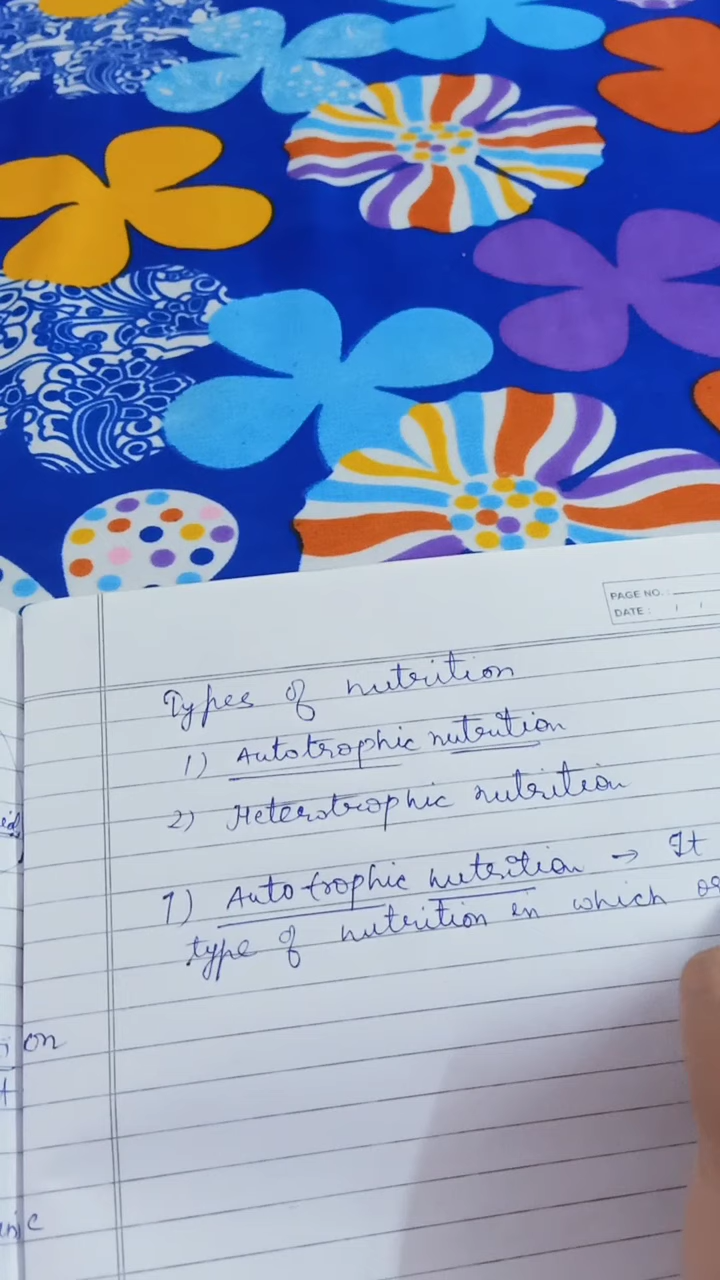 PAGE NO.:
DATE: / /
Types of nutrition
1) Autotrophic nutrition
2) Heterotrophic nutrition
1) Autotrophic nutrition → It
type of nutrition in which
on